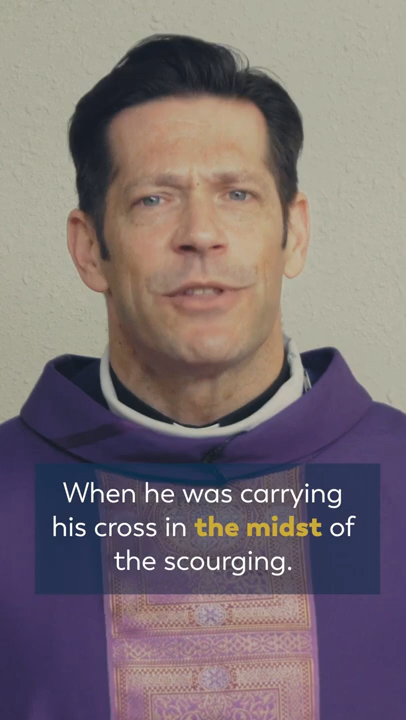 When he was carrying
his cross in the midst of
the scourging.